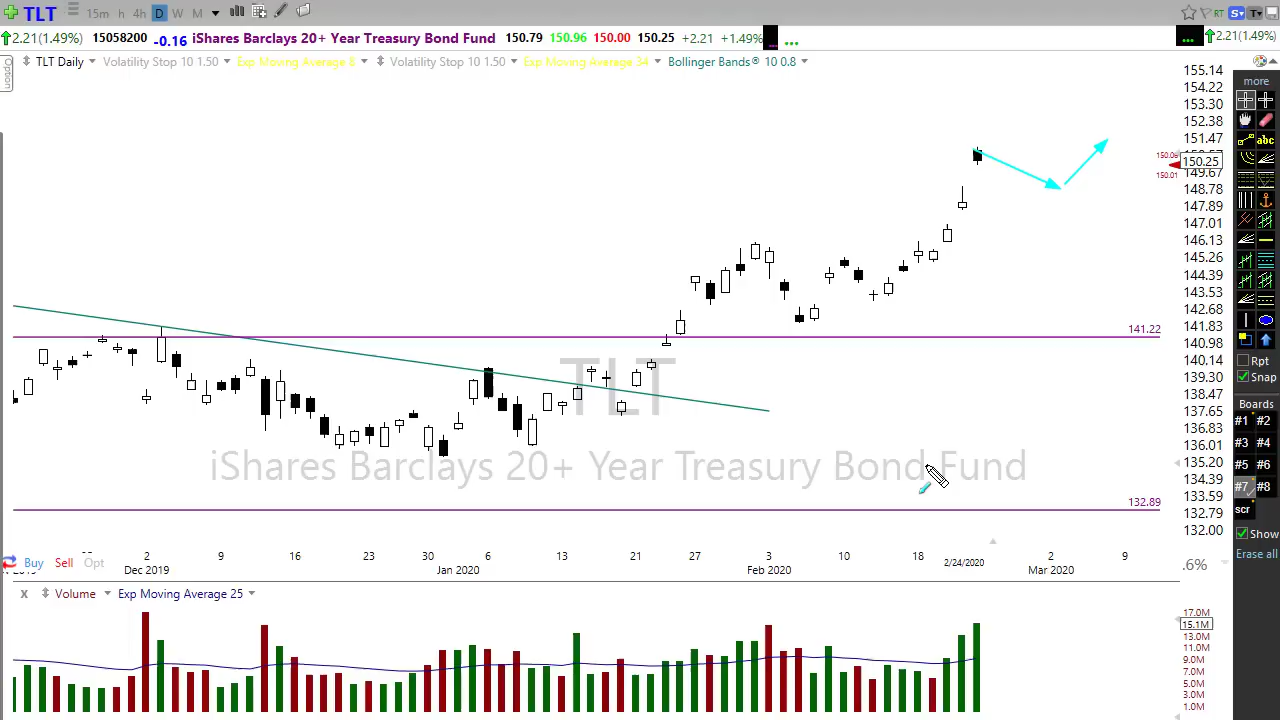 TLT 15m h 4h D W M RT S T
2.21(1.49%) 15058200 -0.16 iShares Barclays 20+ Year Treasury Bond Fund 150.79 150.96 150.00 150.25 +2.21 +1.49% ... ... 2.21(1.49%)
Option
TLT Daily Volatility Stop 10 1.50 Exp Moving Average 8 Volatility Stop 10 1.50 Exp Moving Average 34 Bollinger Bands® 10 0.8
more
abc
155.14
154.22
153.30
152.38
151.47
150.25
149.67
148.78
147.89
147.01
146.13
145.26
144.39
143.53
142.68
141.83
140.98
140.14
139.30
138.47
137.65
136.83
136.01
135.20
134.39
133.59
132.79
132.00
150.01
141.22
132.89
TLT
iShares Barclays 20+ Year Treasury Bond Fund
Rpt
Snap
Boards
#1 #2
#3 #4
#5 #6
#7 #8
scr
Show
Erase all
2 9 16 23 30 6 13 21 27 3 10 18 2 9
Dec 2019 Jan 2020 Feb 2020 2/24/2020 Mar 2020
Buy Sell Opt
.6%
x Volume Exp Moving Average 25
17.0M
15.1M
13.0M
11.0M
9.0M
7.0M
5.0M
3.0M
1.0M